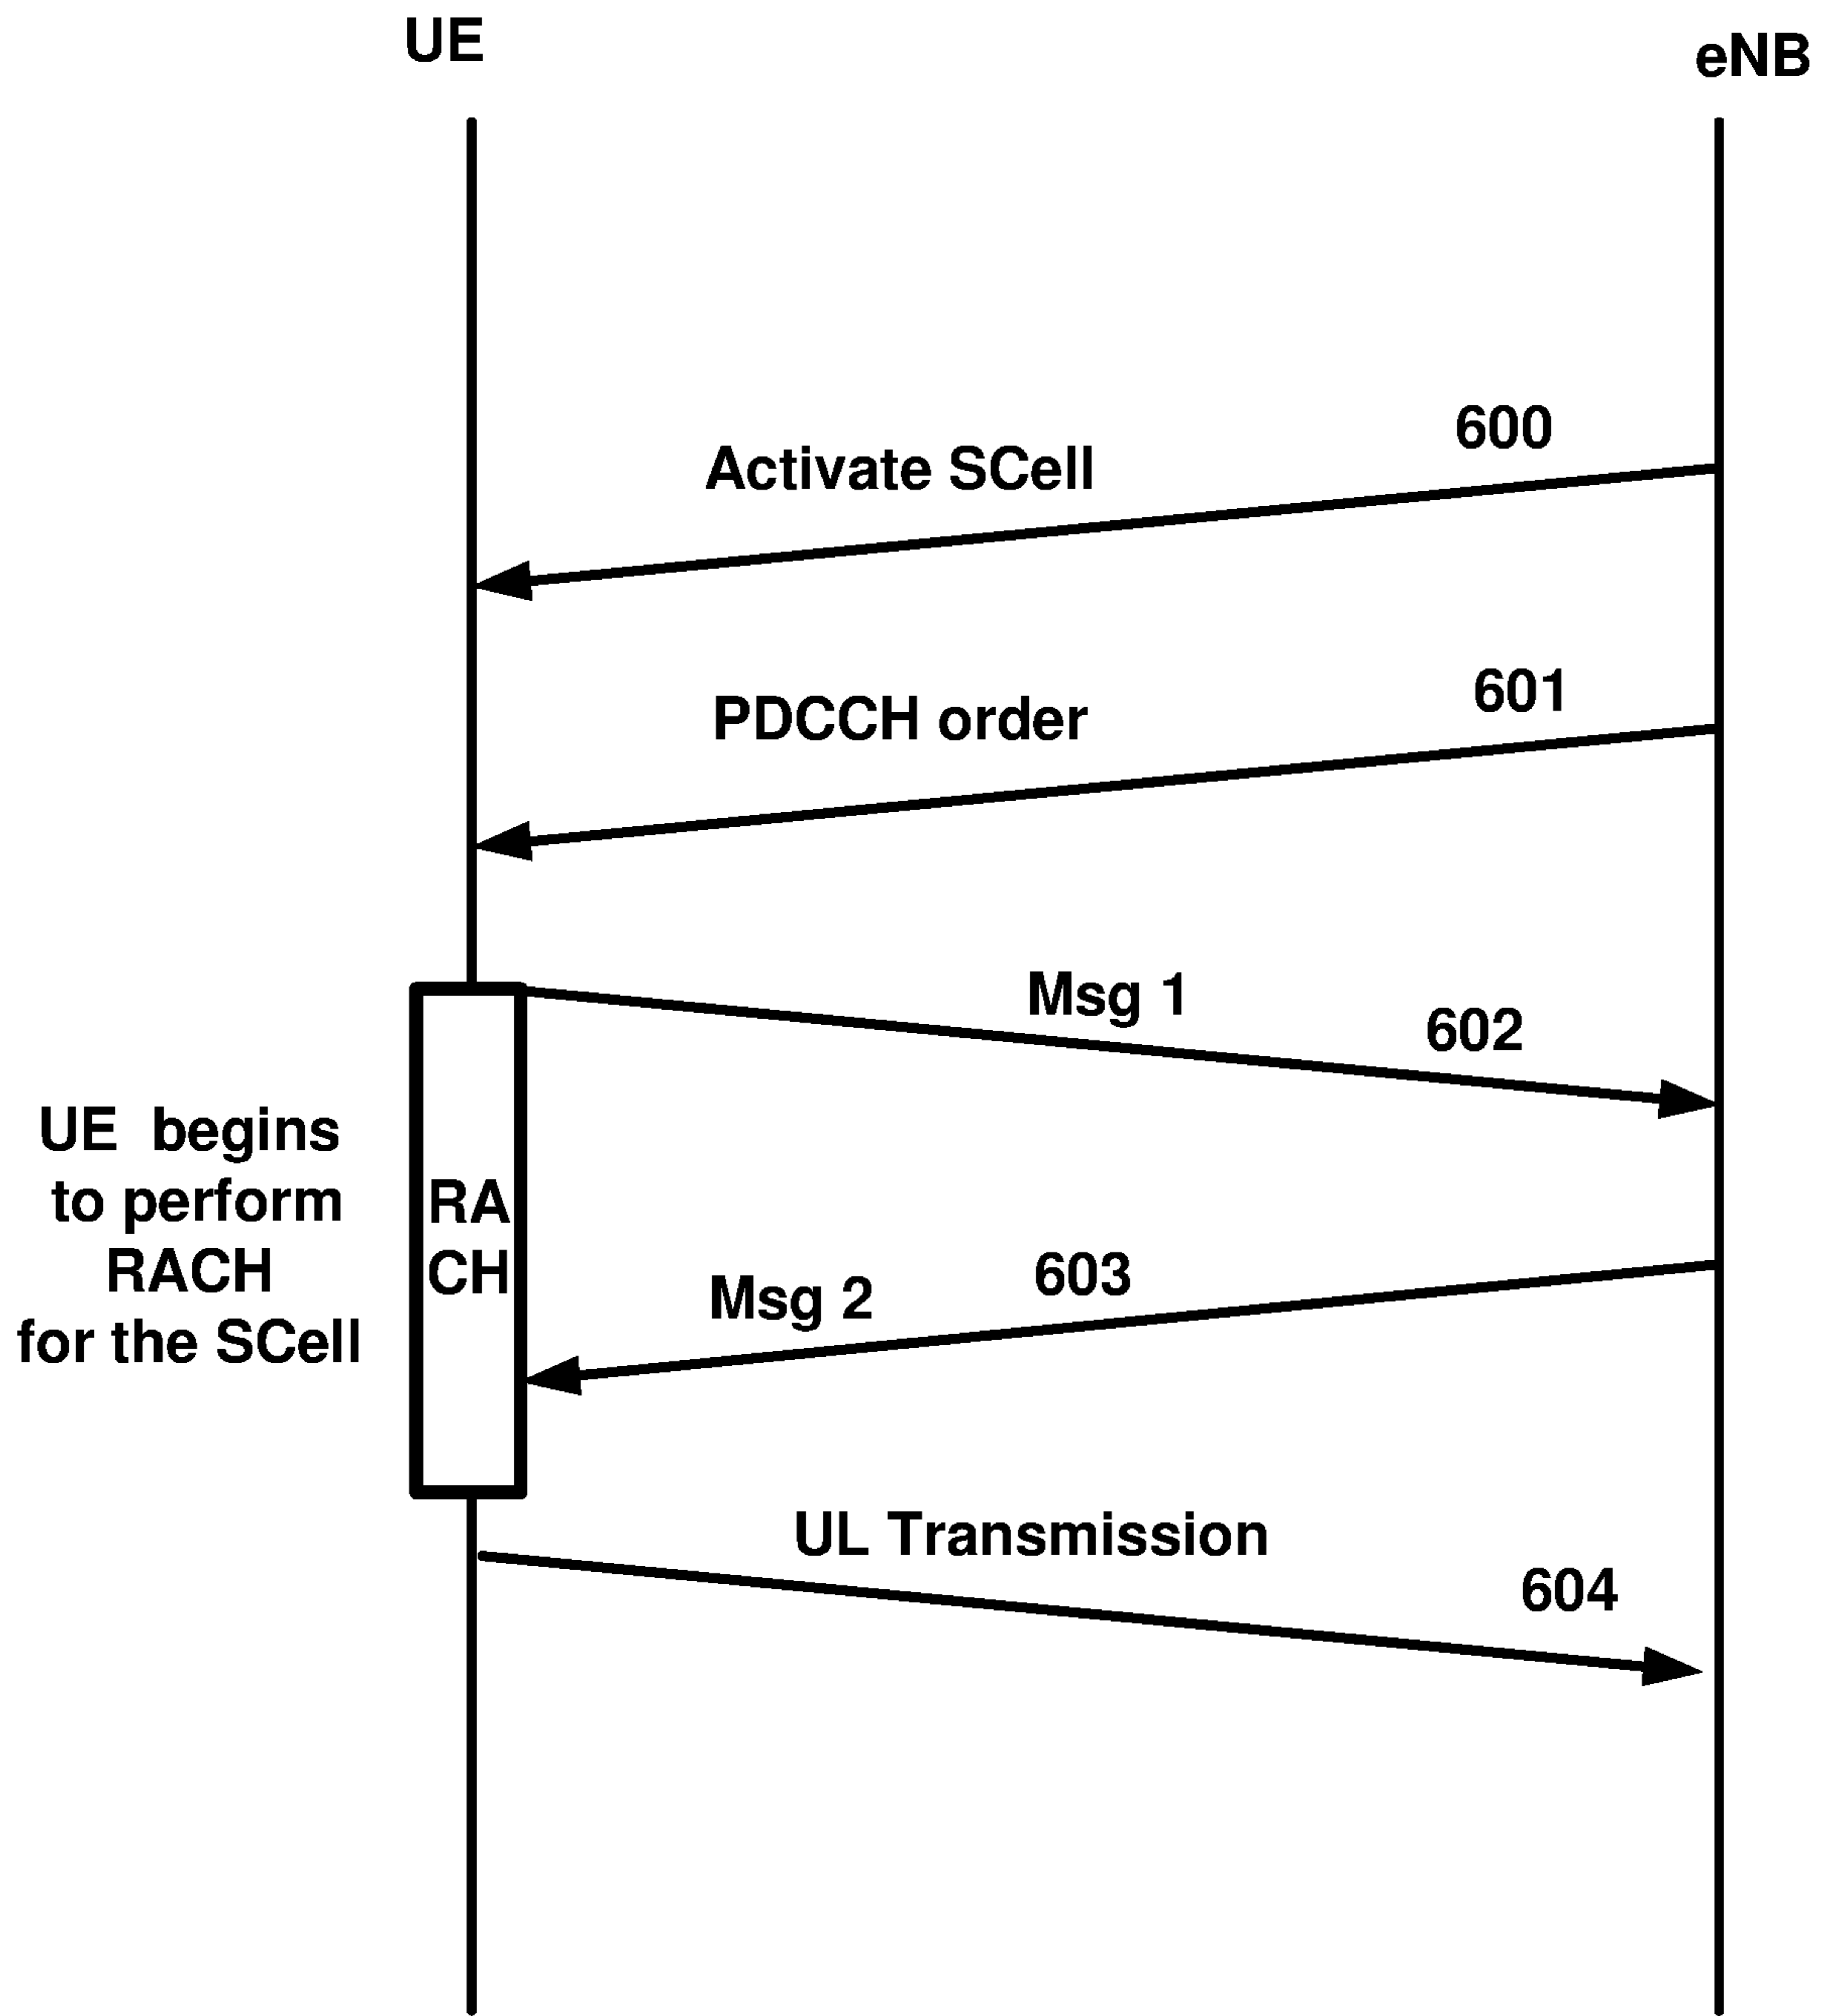 UE
eNB
600
Activate SCell
601
PDCCH order
Msg 1
602
UE begins
to perform
RACH
for the SCell
RA
CH
603
Msg 2
UL Transmission
604